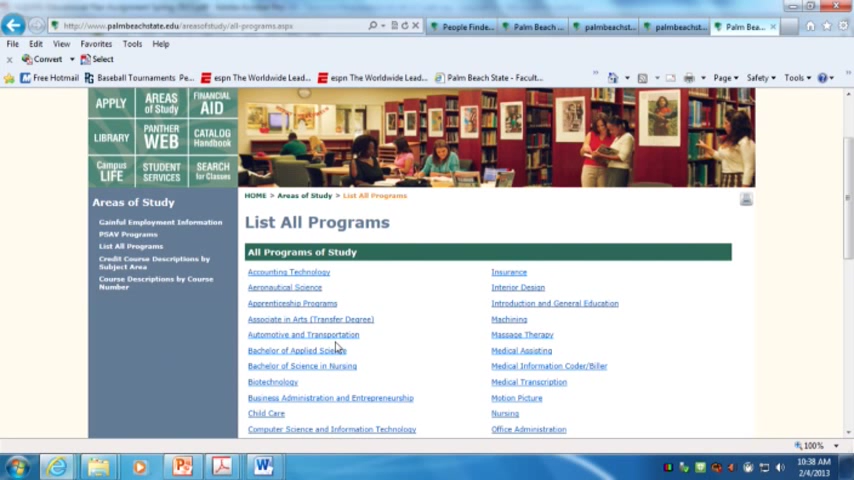 http://www.palmbeachstate.edu/areasofstudy/all-programs.aspx
People Finde...
Palm Beach ...
palmbeachst...
palmbeachst...
Palm Bea...
File Edit View Favorites Tools Help
x Convert Select
Free Hotmail
Baseball Tournaments Pe...
espn The Worldwide Lead...
espn The Worldwide Lead...
Palm Beach State - Facult...
Page Safety Tools
APPLY
AREAS
of Study
FINANCIAL
AID
LIBRARY
PANTHER
WEB
CATALOG
Handbook
Campus
LIFE
STUDENT
SERVICES
SEARCH
for Classes
Areas of Study
Gainful Employment Information
PSAV Programs
List All Programs
Credit Course Descriptions by
Subject Area
Course Descriptions by Course
Number
HOME > Areas of Study > List All Programs
List All Programs
All Programs of Study
Accounting Technology
Aeronautical Science
Apprenticeship Programs
Associate in Arts (Transfer Degree)
Automotive and Transportation
Bachelor of Applied Science
Bachelor of Science in Nursing
Biotechnology
Business Administration and Entrepreneurship
Child Care
Computer Science and Information Technology
Insurance
Interior Design
Introduction and General Education
Machining
Massage Therapy
Medical Assisting
Medical Information Coder/Biller
Medical Transcription
Motion Picture
Nursing
Office Administration
100%
10:38 AM
2/4/2013